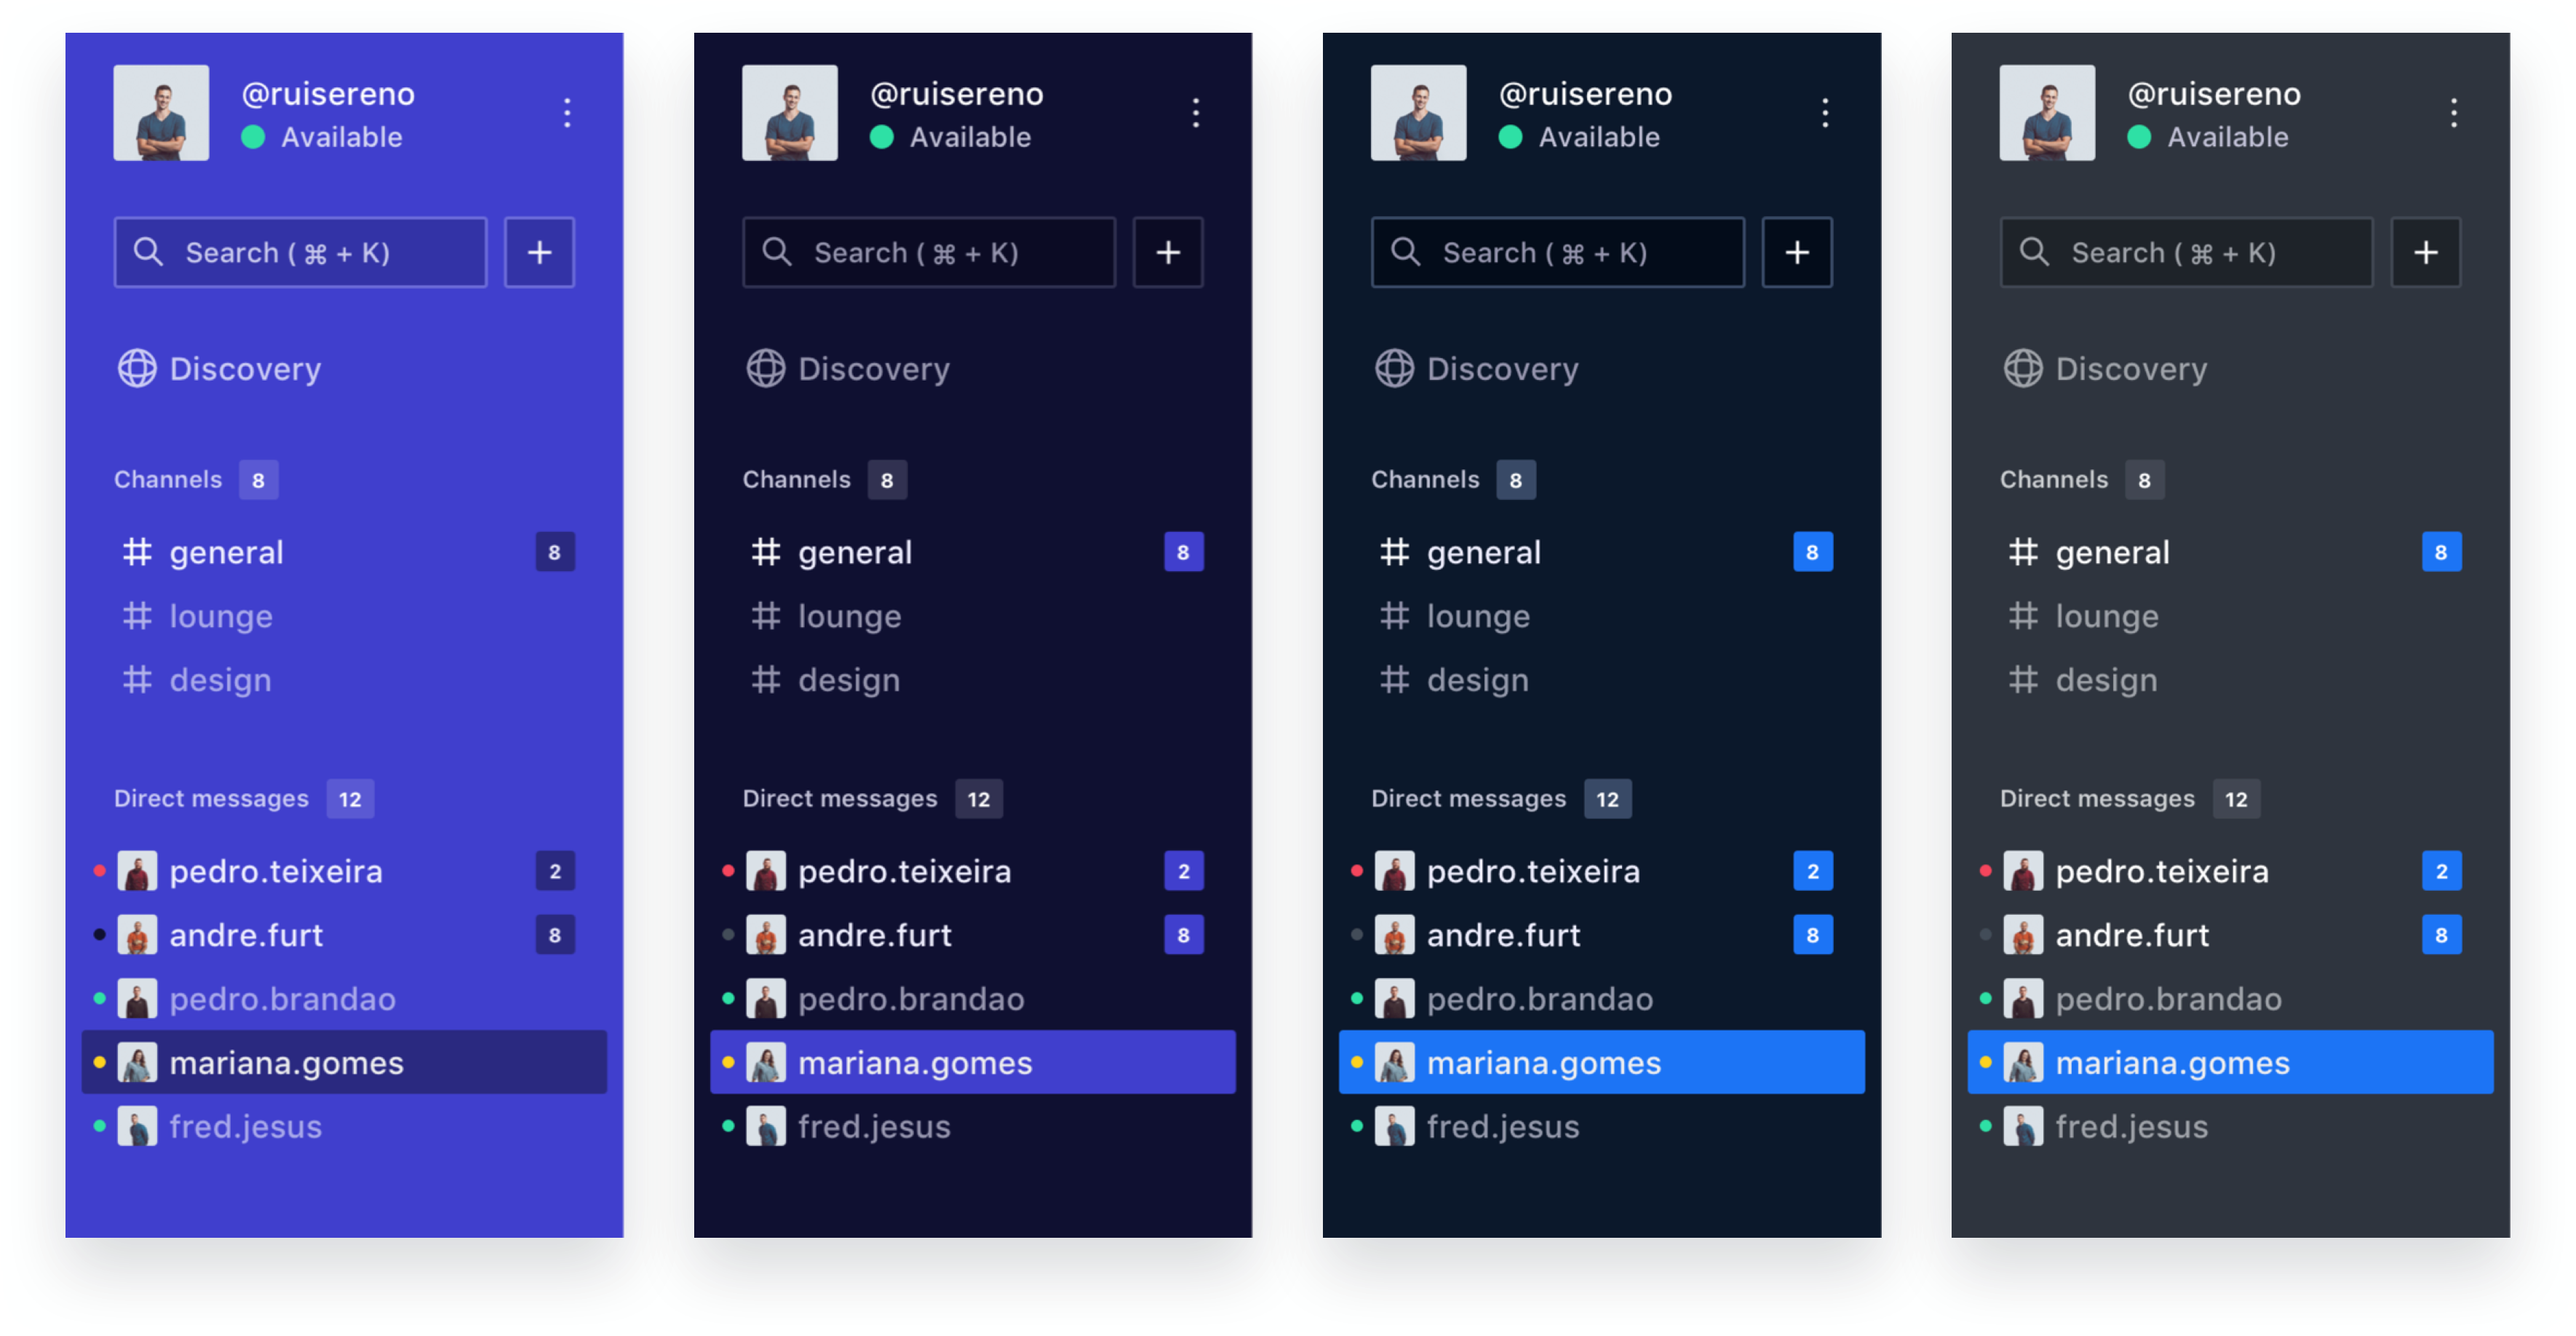 @ruisereno
Available
Search ( ⌘ + K)
+
Discovery
Channels 8
# general 8
# lounge
# design
Direct messages 12
pedro.teixeira 2
andre.furt 8
pedro.brandao
mariana.gomes
fred.jesus
@ruisereno
Available
Search ( ⌘ + K)
+
Discovery
Channels 8
# general 8
# lounge
# design
Direct messages 12
pedro.teixeira 2
andre.furt 8
pedro.brandao
mariana.gomes
fred.jesus
@ruisereno
Available
Search ( ⌘ + K)
+
Discovery
Channels 8
# general 8
# lounge
# design
Direct messages 12
pedro.teixeira 2
andre.furt 8
pedro.brandao
mariana.gomes
fred.jesus
@ruisereno
Available
Search ( ⌘ + K)
+
Discovery
Channels 8
# general 8
# lounge
# design
Direct messages 12
pedro.teixeira 2
andre.furt 8
pedro.brandao
mariana.gomes
fred.jesus